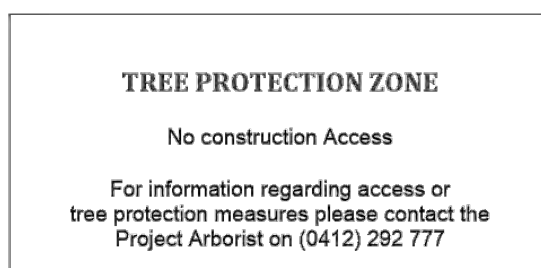 TREE PROTECTION ZONE
No construction Access
For information regarding access or
tree protection measures please contact the
Project Arborist on (0412) 292 777